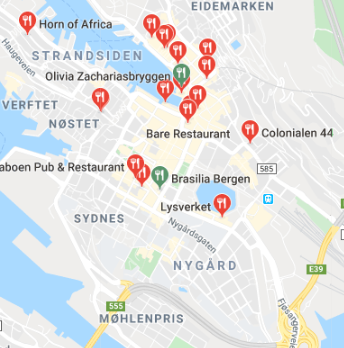 EIDEMARKEN
Horn of Africa
STRANDSIDEN
Haugeveien
Olivia Zachariasbryggen
VERFTET
NØSTET
Bare Restaurant
Colonialen 44
585
aboen Pub & Restaurant
Brasilia Bergen
Lysverket
SYDNES
Nygårdsgaten
NYGÅRD
E39
555
MØHLENPRIS
Fjøsangerveien